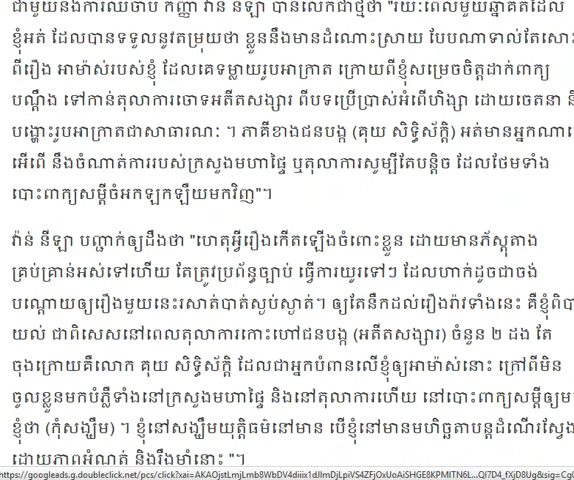 ជាមួយនឹងការឈឺចាប់ កញ្ញា វ៉ាន់ នីឡា បានលើកជាថ្មីថា "រយៈពេលមួយឆ្នាំគត់ដែល
ខ្ញុំអត់ ដែលបានទទួលនូវតម្រុយថា ខ្លួននឹងមានដំណោះស្រាយ បែបណាទាល់តែសោះ
ពីរឿង អាម៉ាស់របស់ខ្ញុំ ដែលគេទម្លាយរូបអាក្រាត ក្រោយពីខ្ញុំសម្រេចចិត្តដាក់ពាក្យ
បណ្តឹង ទៅកាន់តុលាការចោទអតីតសង្សារ ពីបទប្រើប្រាស់អំពើហិង្សា ដោយចេតនា និ
បង្ហោះរូបអាក្រាតជាសាធារណៈ ។ ភាគីខាងជនបង្ក (គុយ សិទ្ធិស័ក្តិ) អត់មានអ្នកណា
អើពើ នឹងចំណាត់ការរបស់ក្រសួងមហាផ្ទៃ ឬតុលាការសូម្បីតែបន្តិច ដែលថែមទាំង
បោះពាក្យសម្តីចំអកឡកឡឺយមកវិញ"។
វ៉ាន់ នីឡា បញ្ជាក់ឲ្យដឹងថា "ហេតុអ្វីរឿងកើតឡើងចំពោះខ្លួន ដោយមានភ័ស្តុតាង
គ្រប់គ្រាន់អស់ទៅហើយ តែត្រូវប្រព័ន្ធច្បាប់ ធ្វើការយូរទៅៗ ដែលហាក់ដូចជាចង់
បណ្តោយឲ្យរឿងមួយនេះរសាត់បាត់ស្ងប់ស្ងាត់។ ឲ្យតែនឹកដល់រឿងរ៉ាវទាំងនេះ គឺខ្ញុំពិបា
យល់ ជាពិសេសនៅពេលតុលាការកោះហៅជនបង្ក (អតីតសង្សារ) ចំនួន ២ ដង តែ
ចុងក្រោយគឺលោក គុយ សិទ្ធិស័ក្តិ ដែលជាអ្នកបំពានលើខ្ញុំឲ្យអាម៉ាស់នោះ ក្រៅពីមិន
ចូលខ្លួនមកបំភ្លឺទាំងនៅក្រសួងមហាផ្ទៃ និងនៅតុលាការហើយ នៅបោះពាក្យសម្តីឲ្យម
ខ្ញុំថា (កុំសង្ឃឹម) ។ ខ្ញុំនៅសង្ឃឹមយុត្តិធម៌នៅមាន បើខ្ញុំនៅមានមហិច្ឆតាបន្តដំណើរស្វែង
ដោយភាពអំណត់ និងរឹងមាំនោះ "។